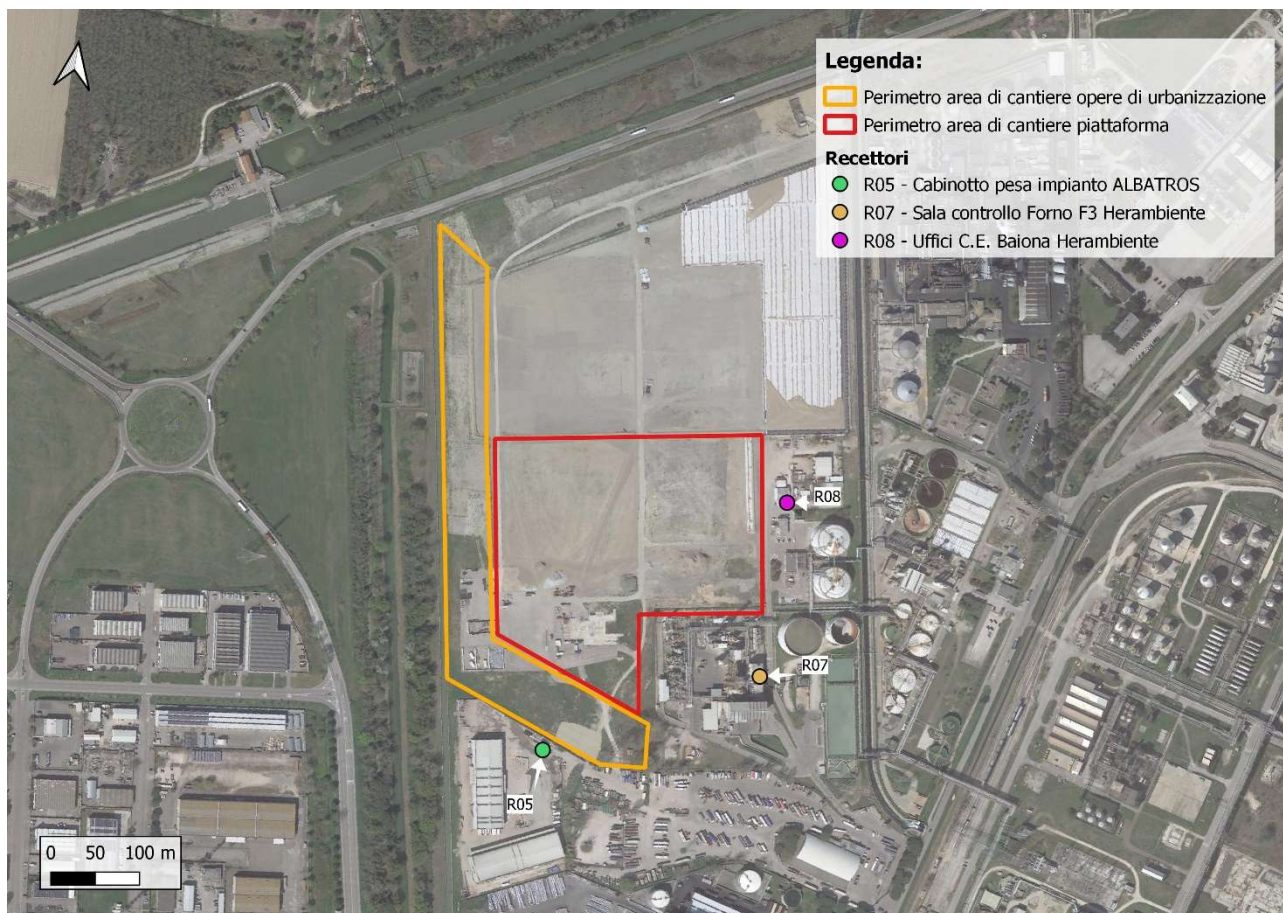 Legenda:
Perimetro area di cantiere opere di urbanizzazione
Perimetro area di cantiere piattaforma
Recettori
R05 - Cabinotto pesa impianto ALBATROS
R07 - Sala controllo Forno F3 Herambiente
R08 - Uffici C.E. Baiona Herambiente
R08
R07
R05
0 50 100 m